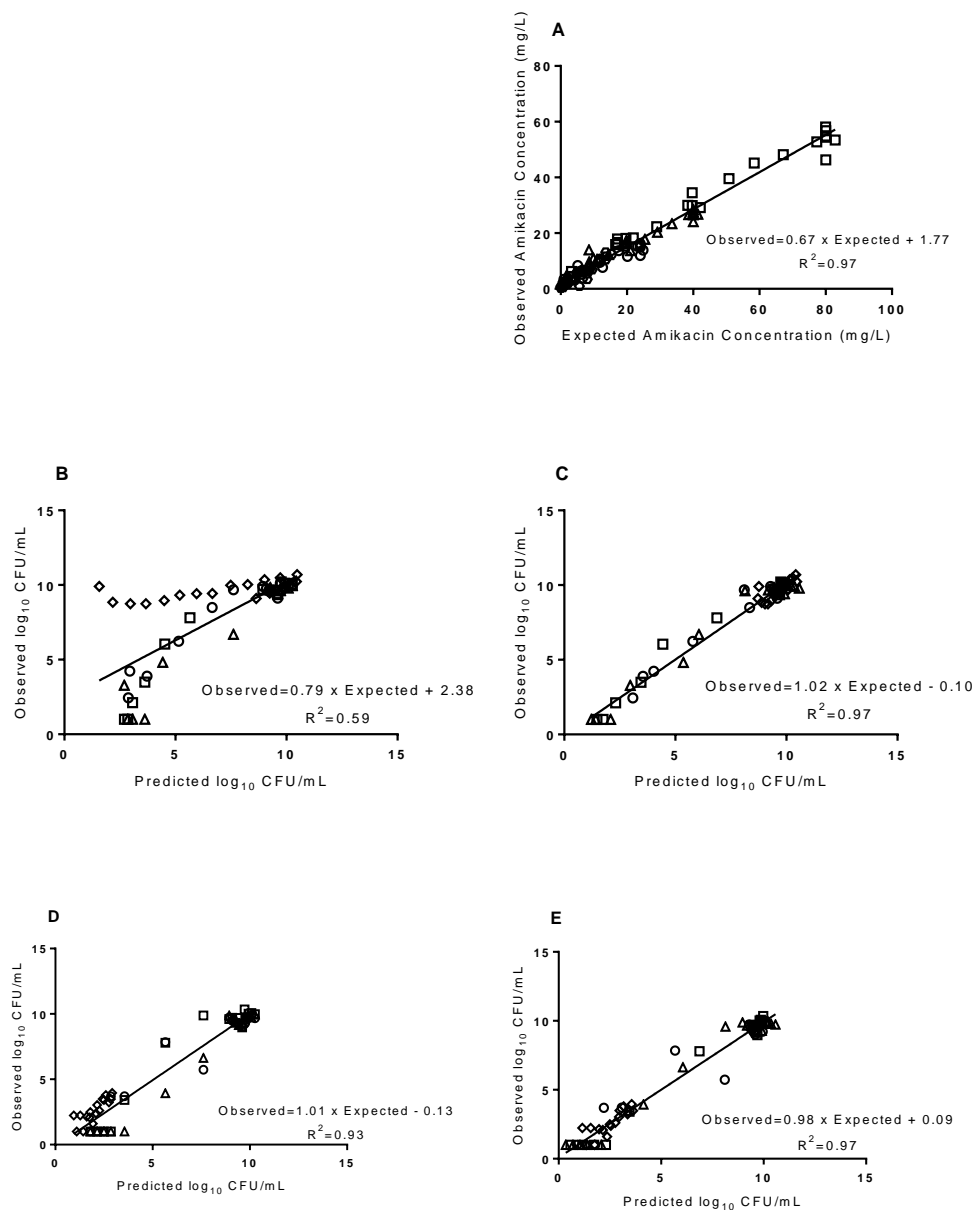 A
Observed Amikacin Concentration (mg/L)
80
60
40
20
0
0 20 40 60 80 100
Observed=0.67 x Expected + 1.77
R²=0.97
Expected Amikacin Concentration (mg/L)
B
Observed log₁₀ CFU/mL
15
10
5
0
0 5 10 15
Observed=0.79 x Expected + 2.38
R²=0.59
Predicted log₁₀ CFU/mL
C
Observed log₁₀ CFU/mL
15
10
5
0
0 5 10 15
Observed=1.02 x Expected - 0.10
R²=0.97
Predicted log₁₀ CFU/mL
D
Observed log₁₀ CFU/mL
15
10
5
0
0 5 10 15
Observed=1.01 x Expected - 0.13
R²=0.93
Predicted log₁₀ CFU/mL
E
Observed log₁₀ CFU/mL
15
10
5
0
0 5 10 15
Observed=0.98 x Expected + 0.09
R²=0.97
Predicted log₁₀ CFU/mL